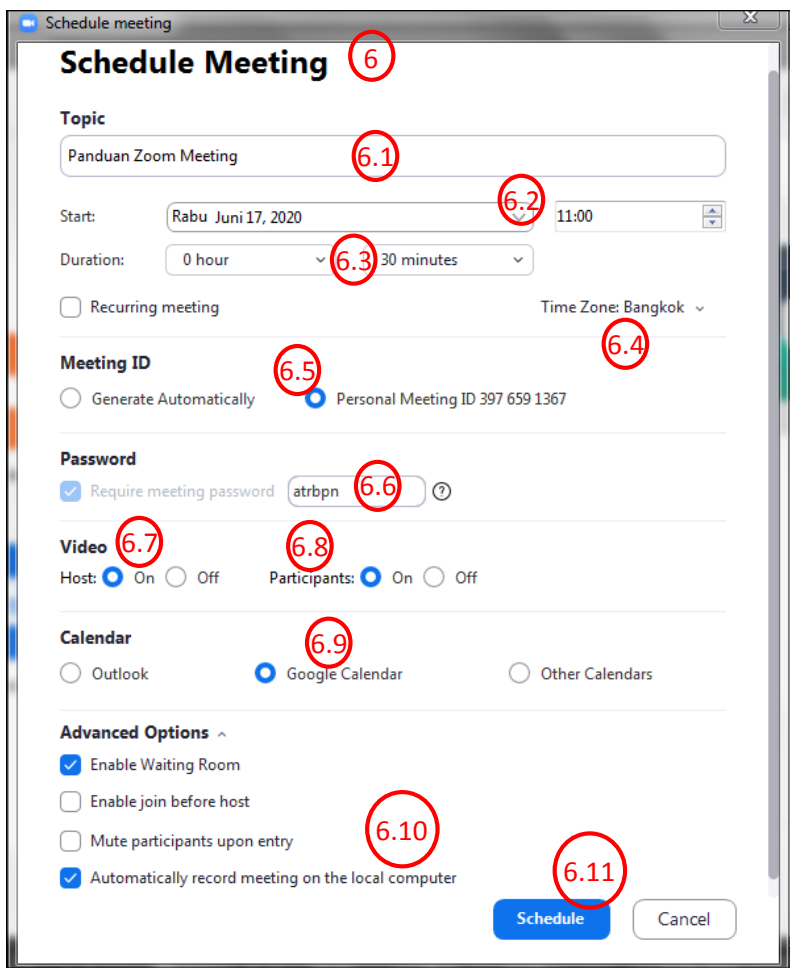 Schedule meeting
Schedule Meeting 6
Topic
Panduan Zoom Meeting 6.1
Start: Rabu Juni 17, 2020 6.2 11:00
Duration: 0 hour 6.3 30 minutes
Recurring meeting Time Zone: Bangkok
6.4
Meeting ID 6.5
Generate Automatically Personal Meeting ID 397 659 1367
Password
Require meeting password atrbpn 6.6 ?
Video 6.7 6.8
Host: On Off Participants: On Off
Calendar 6.9
Outlook Google Calendar Other Calendars
Advanced Options
Enable Waiting Room
Enable join before host
Mute participants upon entry 6.10
Automatically record meeting on the local computer 6.11
Schedule Cancel